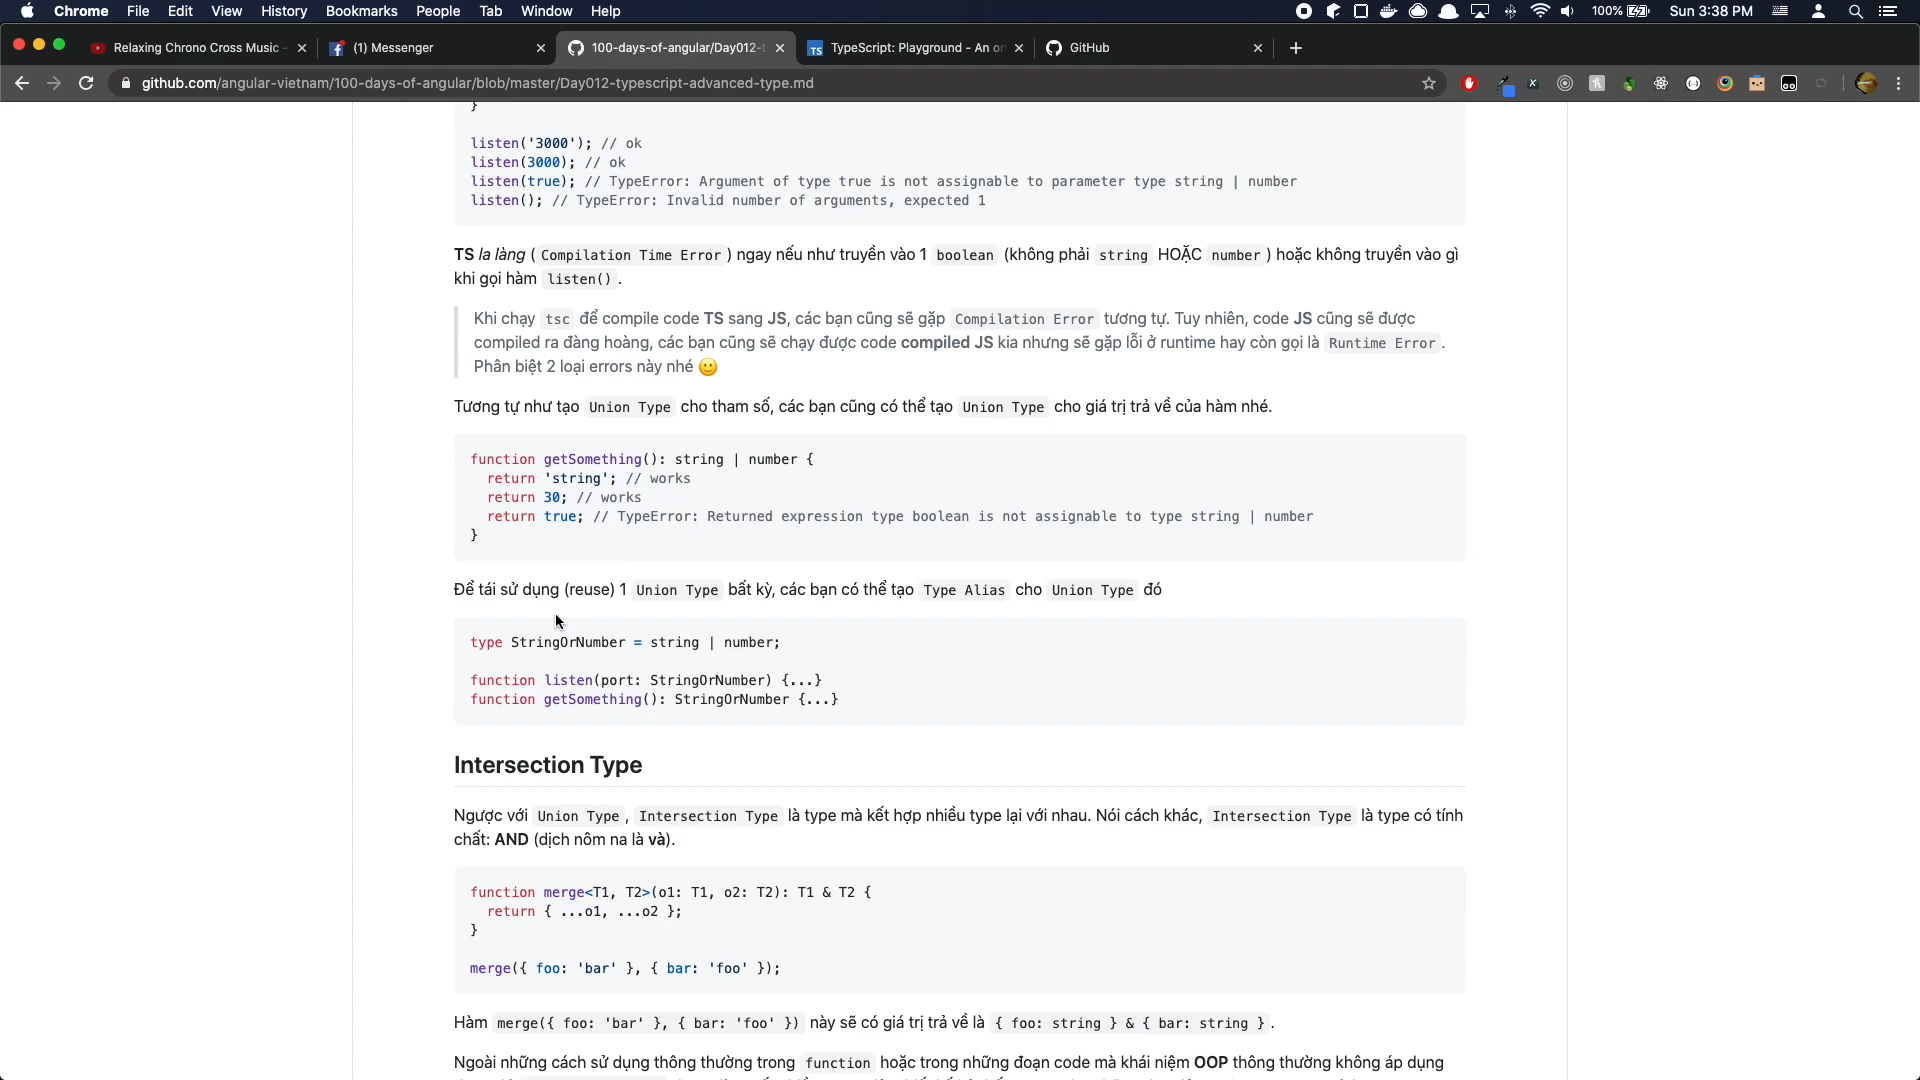 Chrome File Edit View History Bookmarks People Tab Window Help 100% Sun 3:38 PM
Relaxing Chrono Cross Music - (1) Messenger 100-days-of-angular/Day012-t TypeScript: Playground - An on GitHub
github.com/angular-vietnam/100-days-of-angular/blob/master/Day012-typescript-advanced-type.md
}
listen('3000'); // ok
listen(3000); // ok
listen(true); // TypeError: Argument of type true is not assignable to parameter type string | number
listen(); // TypeError: Invalid number of arguments, expected 1
TS la làng ( Compilation Time Error ) ngay nếu như truyền vào 1 boolean (không phải string HOẶC number ) hoặc không truyền vào gì
khi gọi hàm listen() .
Khi chạy tsc để compile code TS sang JS, các bạn cũng sẽ gặp Compilation Error tương tự. Tuy nhiên, code JS cũng sẽ được
compiled ra đàng hoàng, các bạn cũng sẽ chạy được code compiled JS kia nhưng sẽ gặp lỗi ở runtime hay còn gọi là Runtime Error .
Phân biệt 2 loại errors này nhé 🙂
Tương tự như tạo Union Type cho tham số, các bạn cũng có thể tạo Union Type cho giá trị trả về của hàm nhé.
function getSomething(): string | number {
return 'string'; // works
return 30; // works
return true; // TypeError: Returned expression type boolean is not assignable to type string | number
}
Để tái sử dụng (reuse) 1 Union Type bất kỳ, các bạn có thể tạo Type Alias cho Union Type đó
type StringOrNumber = string | number;
function listen(port: StringOrNumber) {...}
function getSomething(): StringOrNumber {...}
Intersection Type
Ngược với Union Type , Intersection Type là type mà kết hợp nhiều type lại với nhau. Nói cách khác, Intersection Type là type có tính
chất: AND (dịch nôm na là và).
function merge<T1, T2>(o1: T1, o2: T2): T1 & T2 {
return { ...o1, ...o2 };
}
merge({ foo: 'bar' }, { bar: 'foo' });
Hàm merge({ foo: 'bar' }, { bar: 'foo' }) này sẽ có giá trị trả về là { foo: string } & { bar: string } .
Ngoài những cách sử dụng thông thường trong function hoặc trong những đoạn code mà khái niệm OOP thông thường không áp dụng